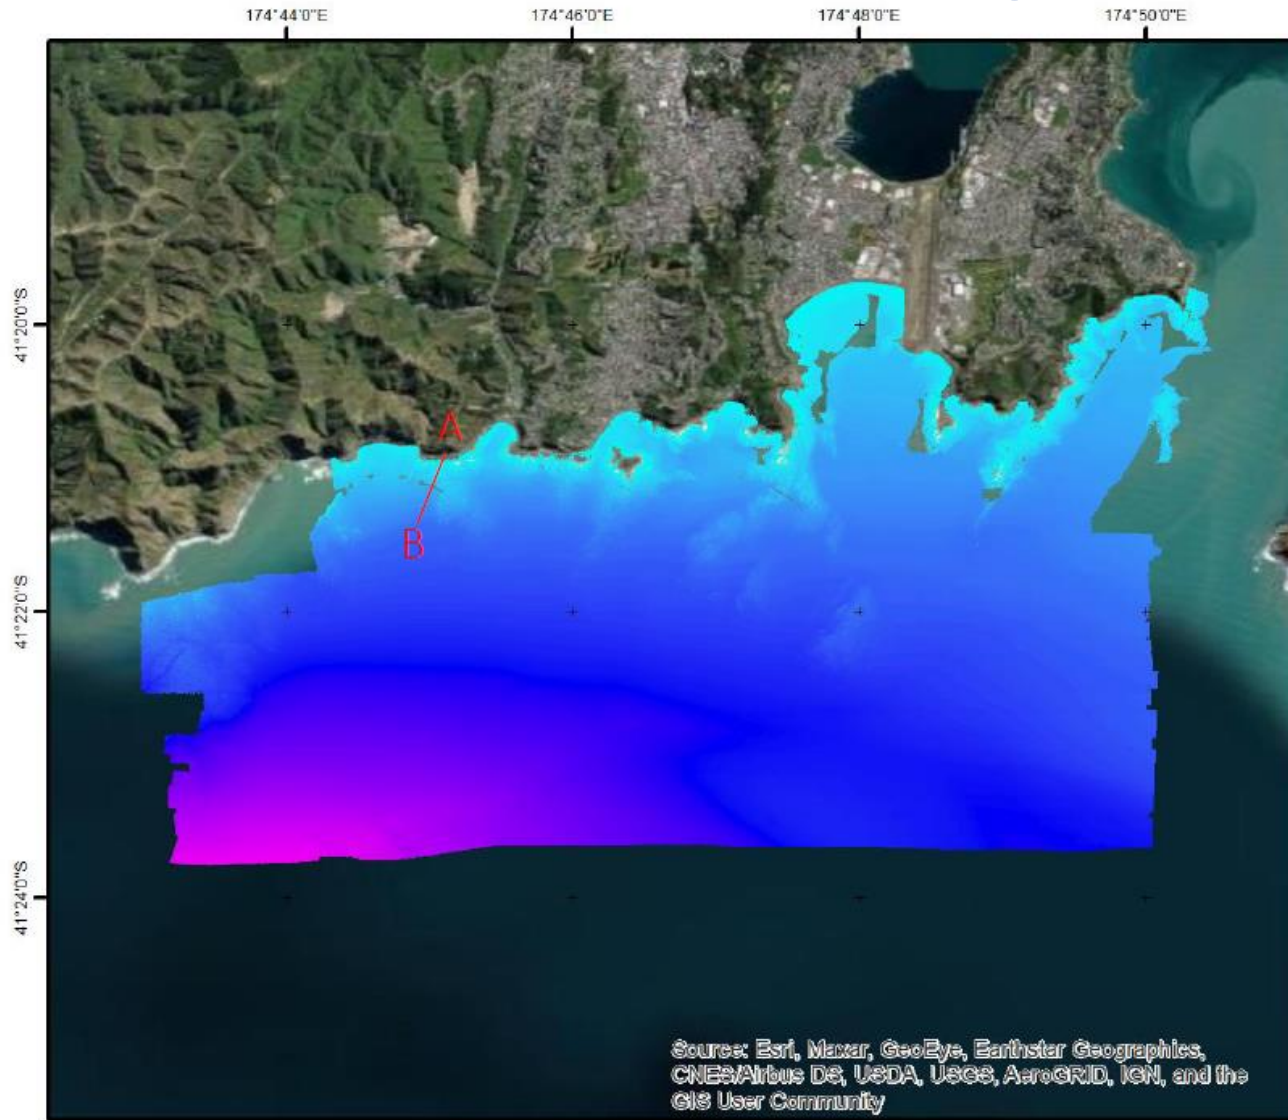 174°44'0"E 174°46'0"E 174°48'0"E 174°50'0"E
41°20'0"S
A
B
41°22'0"S
41°24'0"S
Source: Esri, Maxar, GeoEye, Earthstar Geographics,
CNES/Airbus DS, USDA, USGS, AeroGRID, IGN, and the
GIS User Community